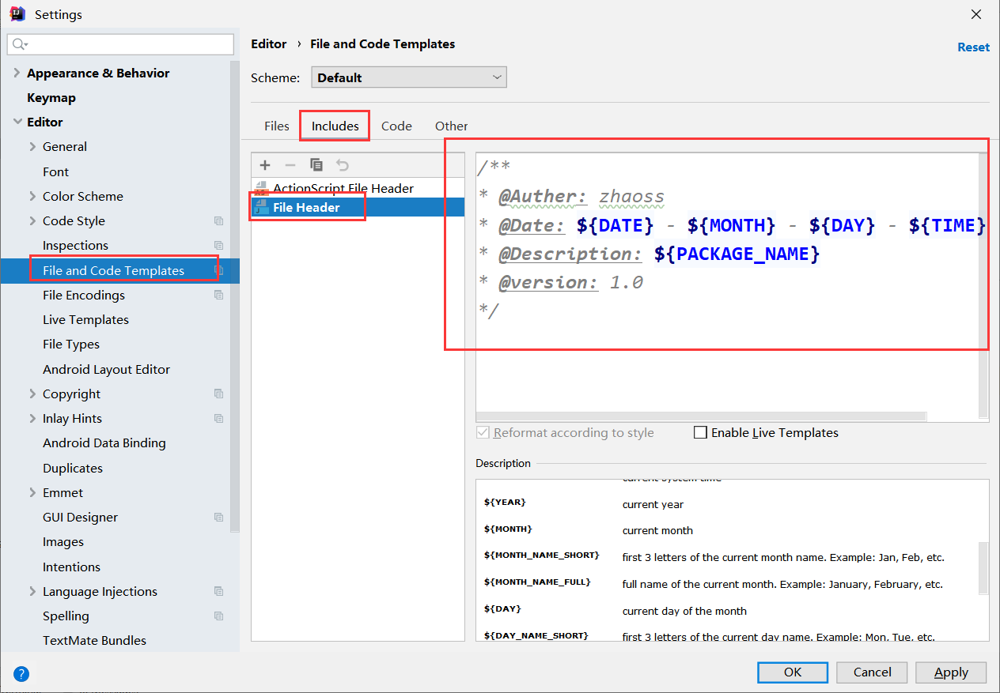 Settings
Appearance & Behavior
Keymap
Editor
General
Font
Color Scheme
Code Style
Inspections
File and Code Templates
File Encodings
Live Templates
File Types
Android Layout Editor
Copyright
Inlay Hints
Android Data Binding
Duplicates
Emmet
GUI Designer
Images
Intentions
Language Injections
Spelling
TextMate Bundles
Editor › File and Code Templates
Reset
Scheme: Default
Files Includes Code Other
ActionScript File Header
File Header
/**
* @Auther: zhaoss
* @Date: ${DATE} - ${MONTH} - ${DAY} - ${TIME}
* @Description: ${PACKAGE_NAME}
* @version: 1.0
*/
Reformat according to style Enable Live Templates
Description
current system time
${YEAR} current year
${MONTH} current month
${MONTH_NAME_SHORT} first 3 letters of the current month name. Example: Jan, Feb, etc.
${MONTH_NAME_FULL} full name of the current month. Example: January, February, etc.
${DAY} current day of the month
${DAY_NAME_SHORT} first 3 letters of the current day name. Example: Mon, Tue, etc.
? OK Cancel Apply